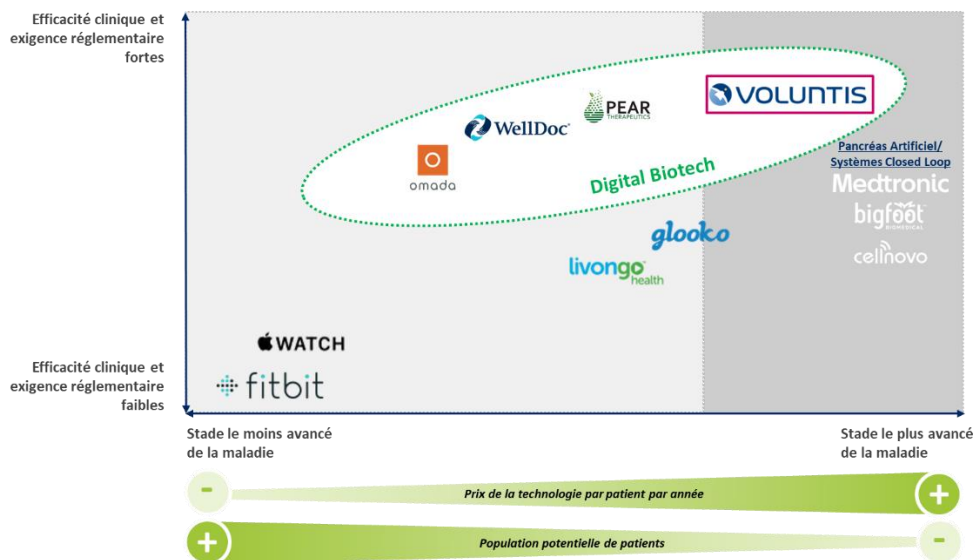 Efficacité clinique et
exigence réglementaire
fortes
VOLUNTIS
PEAR
THERAPEUTICS
WellDoc®
Pancréas Artificiel/
Systèmes Closed Loop
omada
Digital Biotech
Medtronic
bigfoot
BIOMEDICAL
glooko
cellnovo
livongo
health
WATCH
Efficacité clinique et
exigence réglementaire
faibles
fitbit
Stade le moins avancé
de la maladie
Stade le plus avancé
de la maladie
- Prix de la technologie par patient par année +
+ Population potentielle de patients -